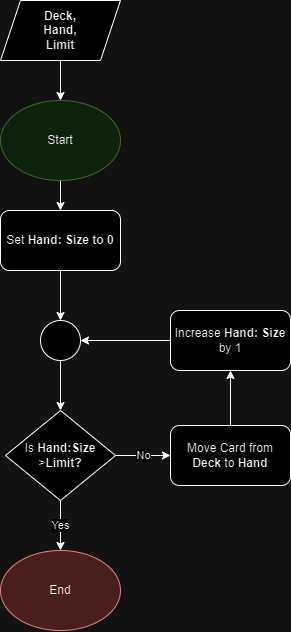 Deck,
Hand,
Limit
Start
Set Hand: Size to 0
Increase Hand: Size
by 1
Is Hand:Size
>Limit?
No
Move Card from
Deck to Hand
Yes
End